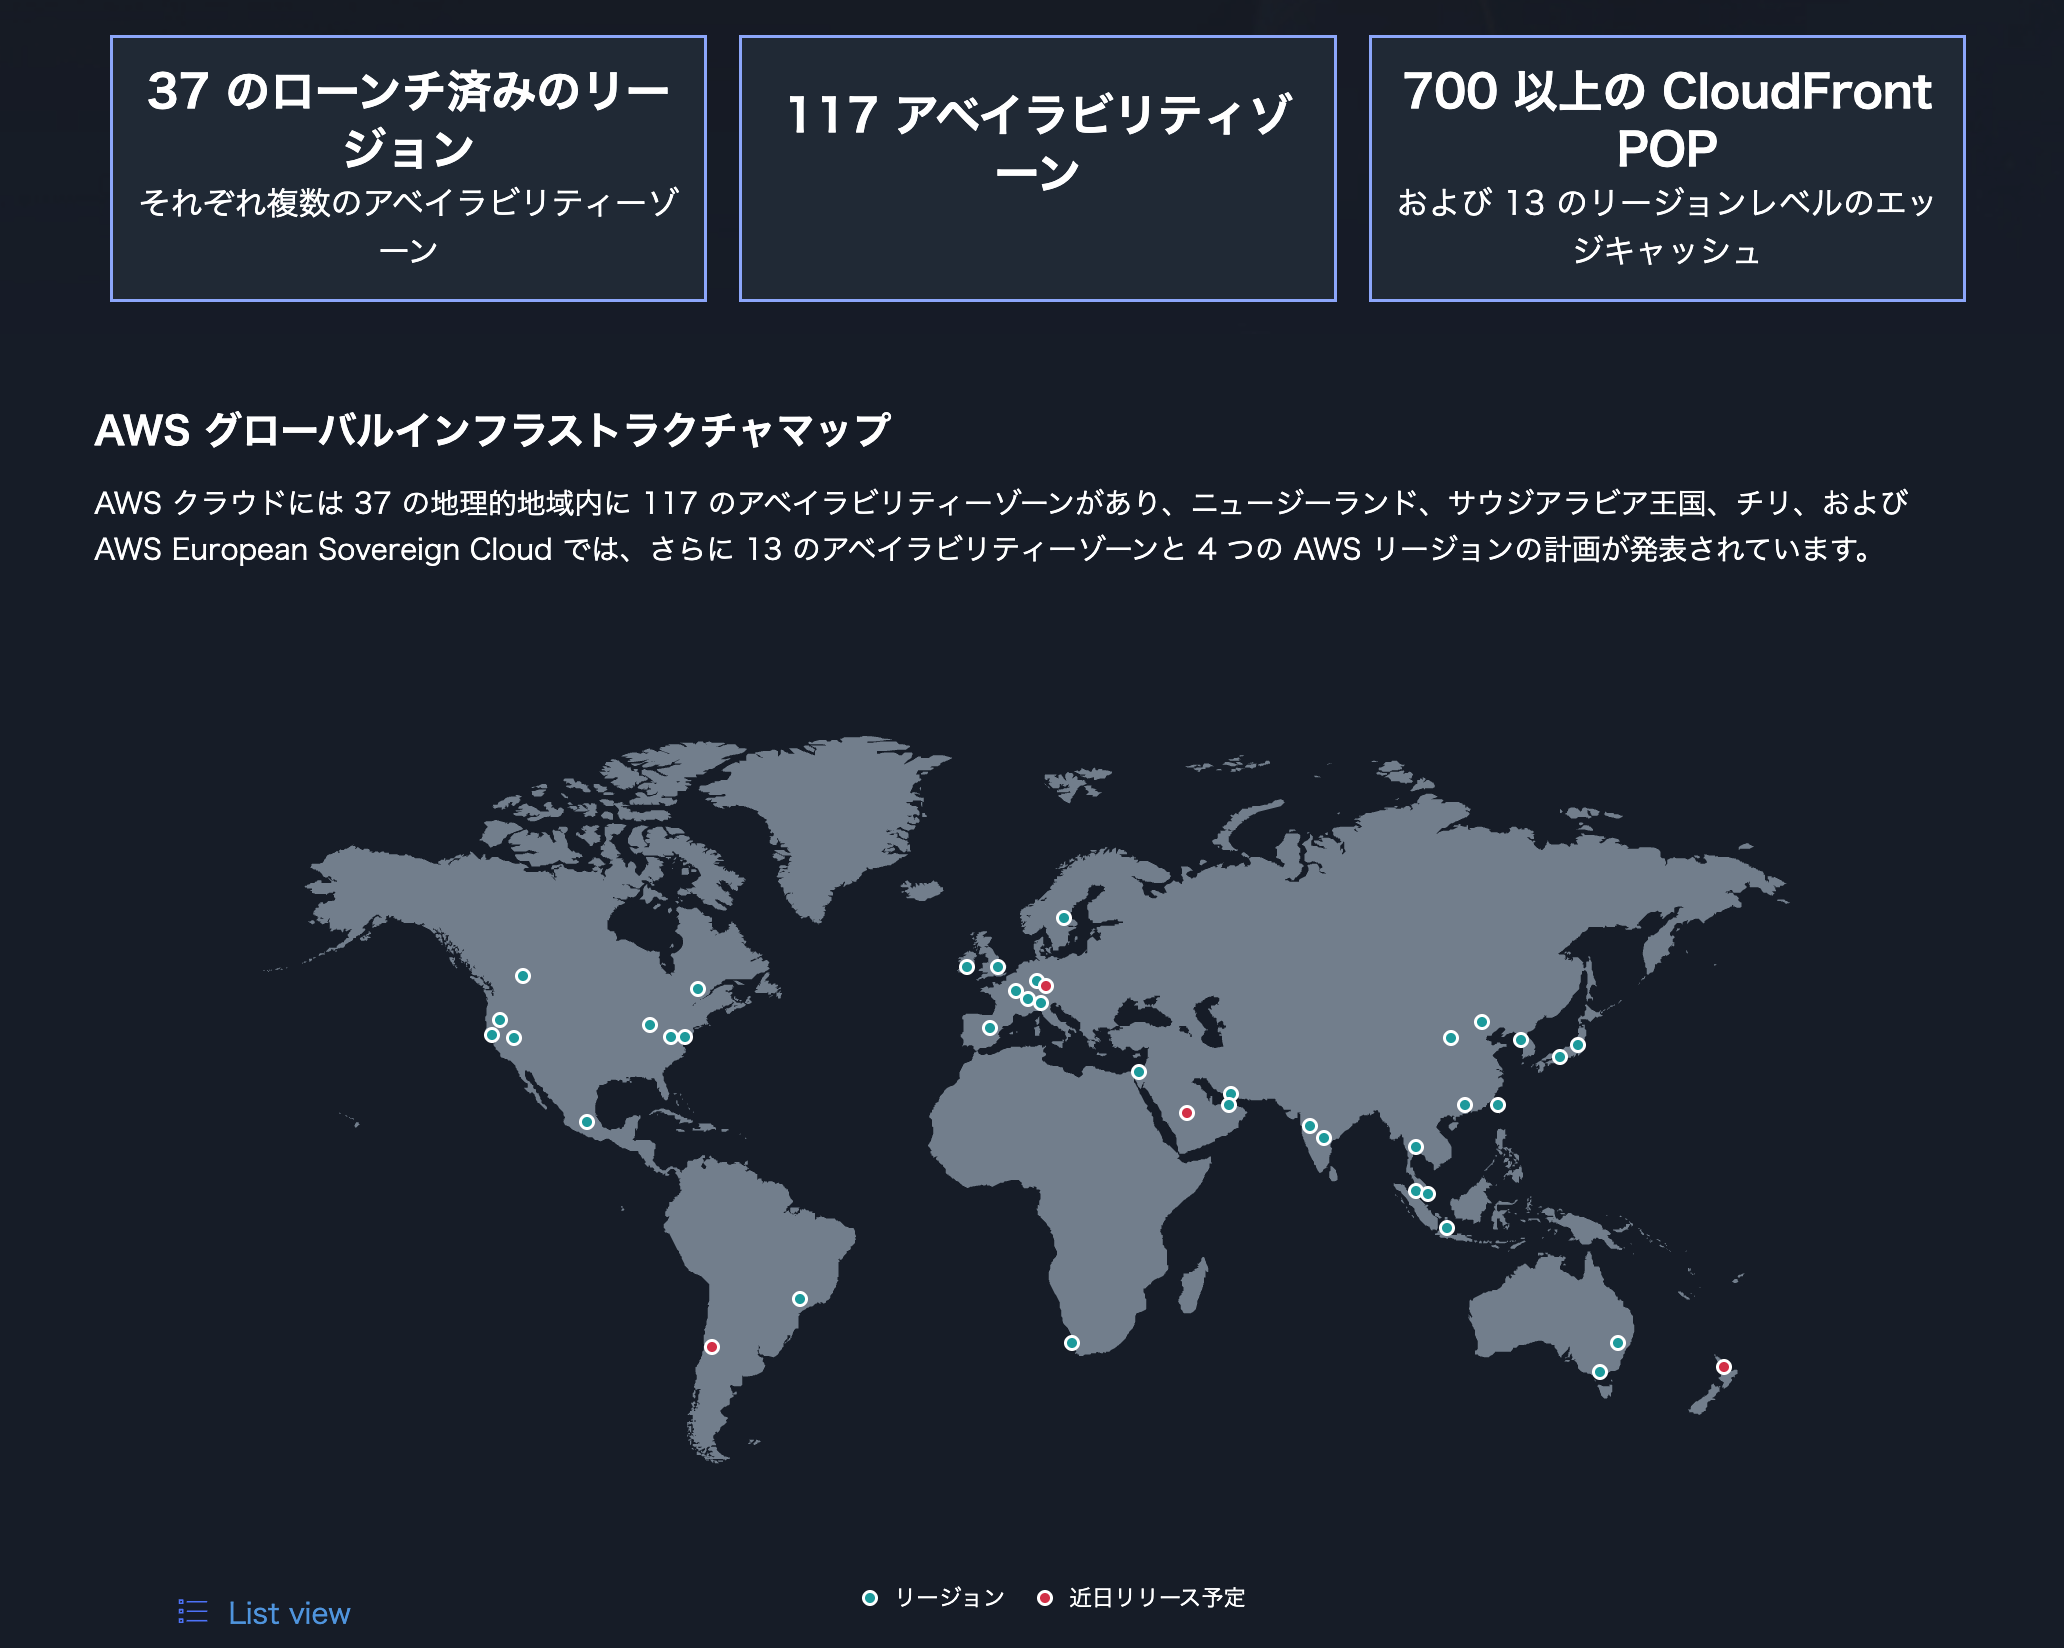 37 のローンチ済みのリー
ジョン
それぞれ複数のアベイラビリティーゾ
ーン
117 アベイラビリティゾ
ーン
700 以上の CloudFront
POP
および 13 のリージョンレベルのエッ
ジキャッシュ
AWS グローバルインフラストラクチャマップ
AWS クラウドには 37 の地理的地域内に 117 のアベイラビリティーゾーンがあり、ニュージーランド、サウジアラビア王国、チリ、および
AWS European Sovereign Cloud では、さらに 13 のアベイラビリティーゾーンと 4 つの AWS リージョンの計画が発表されています。
リージョン
近日リリース予定
List view